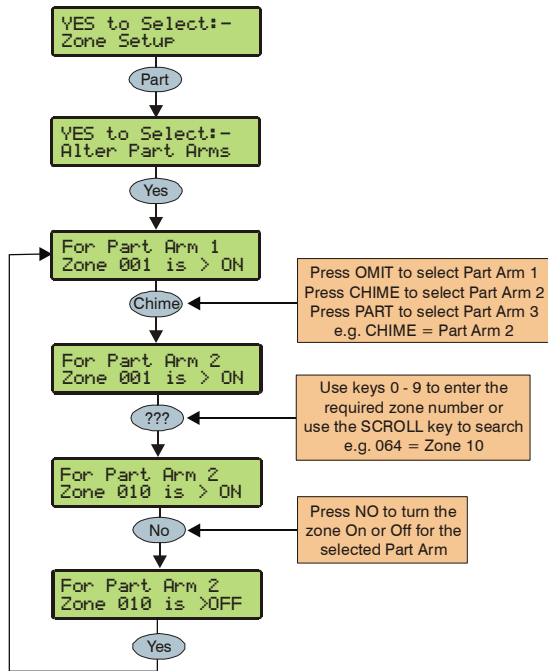 YES to Select:-
Zone Setup
Part
YES to Select:-
Alter Part Arms
Yes
For Part Arm 1
Zone 001 is > ON
Chime
Press OMIT to select Part Arm 1
Press CHIME to select Part Arm 2
Press PART to select Part Arm 3
e.g. CHIME = Part Arm 2
For Part Arm 2
Zone 001 is > ON
???
Use keys 0 - 9 to enter the
required zone number or
use the SCROLL key to search
e.g. 064 = Zone 10
For Part Arm 2
Zone 010 is > ON
No
Press NO to turn the
zone On or Off for the
selected Part Arm
For Part Arm 2
Zone 010 is >OFF
Yes